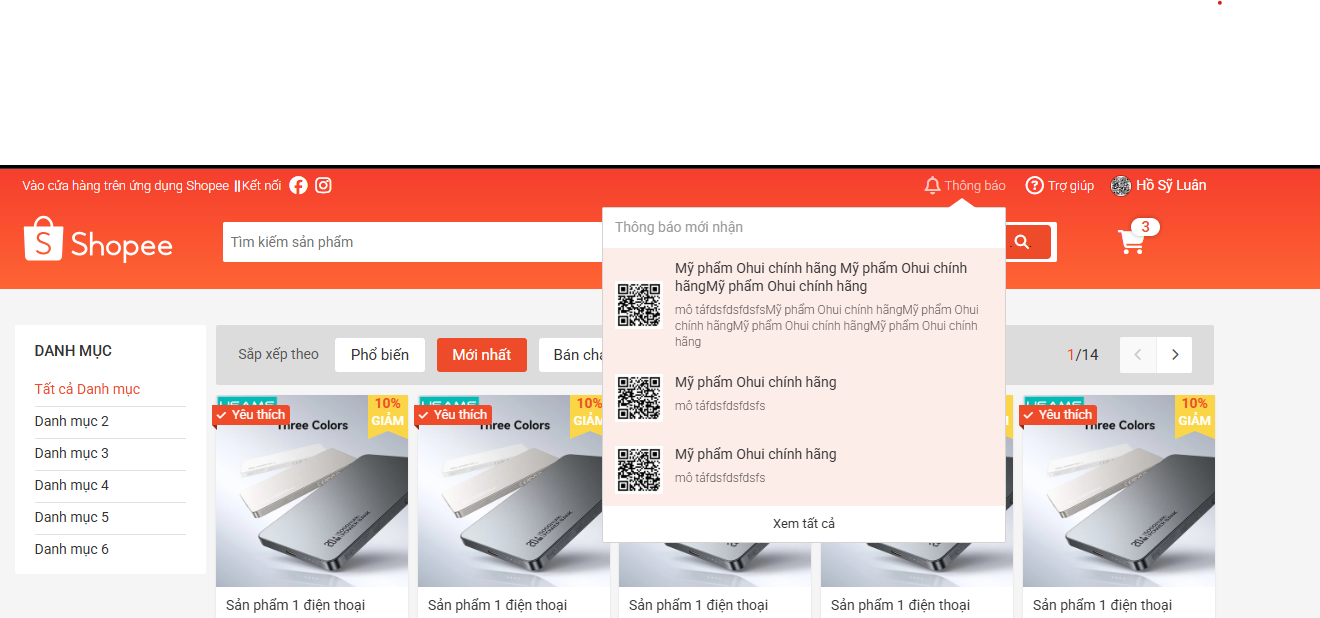 Vào cửa hàng trên ứng dụng Shopee Kết nối
Thông báo
Trợ giúp
Hồ Sỹ Luân
Shopee
Tìm kiếm sản phẩm
3
Thông báo mới nhận
Mỹ phẩm Ohui chính hãng Mỹ phẩm Ohui chính
hãngMỹ phẩm Ohui chính hãng
mô táfdsfdsfdsfsMỹ phẩm Ohui chính hãngMỹ phẩm Ohui
chính hãngMỹ phẩm Ohui chính hãngMỹ phẩm Ohui chính
hãng
Mỹ phẩm Ohui chính hãng
mô táfdsfdsfdsfs
Mỹ phẩm Ohui chính hãng
mô táfdsfdsfdsfs
Xem tất cả
DANH MỤC
Tất cả Danh mục
Danh mục 2
Danh mục 3
Danh mục 4
Danh mục 5
Danh mục 6
Sắp xếp theo
Phổ biến
Mới nhất
Bán
1/14
Yêu thích
10%
GIẢM
Three Colors
Sản phẩm 1 điện thoại
Yêu thích
10%
Three Colors
Sản phẩm 1 điện thoại
Sản phẩm 1 điện thoại
Sản phẩm 1 điện thoại
Yêu thích
10%
GIẢM
Three Colors
Sản phẩm 1 điện thoại